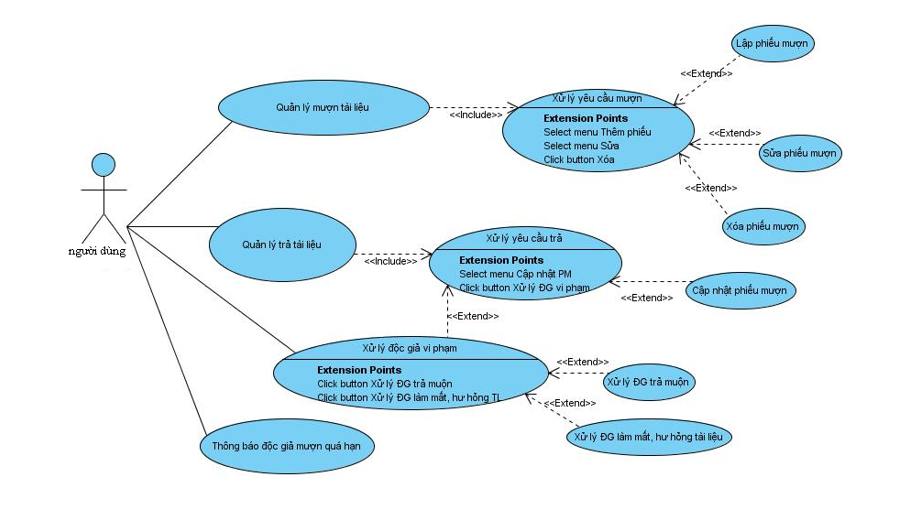 Lập phiếu mượn
<<Extend>>
Quản lý mượn tài liệu
<<Include>>
Xử lý yêu cầu mượn
Extension Points
Select menu Thêm phiếu
Select menu Sửa
Click button Xóa
<<Extend>>
Sửa phiếu mượn
<<Extend>>
Xóa phiếu mượn
người dùng
Quản lý trả tài liệu
<<Include>>
Xử lý yêu cầu trả
Extension Points
Select menu Cập nhật PM
Click button Xử lý ĐG vi phạm
<<Extend>>
Cập nhật phiếu mượn
<<Extend>>
Xử lý độc giả vi phạm
Extension Points
Click button Xử lý ĐG trả muộn
Click button Xử lý ĐG làm mất, hư hỏng TL
<<Extend>>
Xử lý ĐG trả muộn
<<Extend>>
Xử lý ĐG làm mất, hư hỏng tài liệu
Thông báo độc giả mượn quá hạn